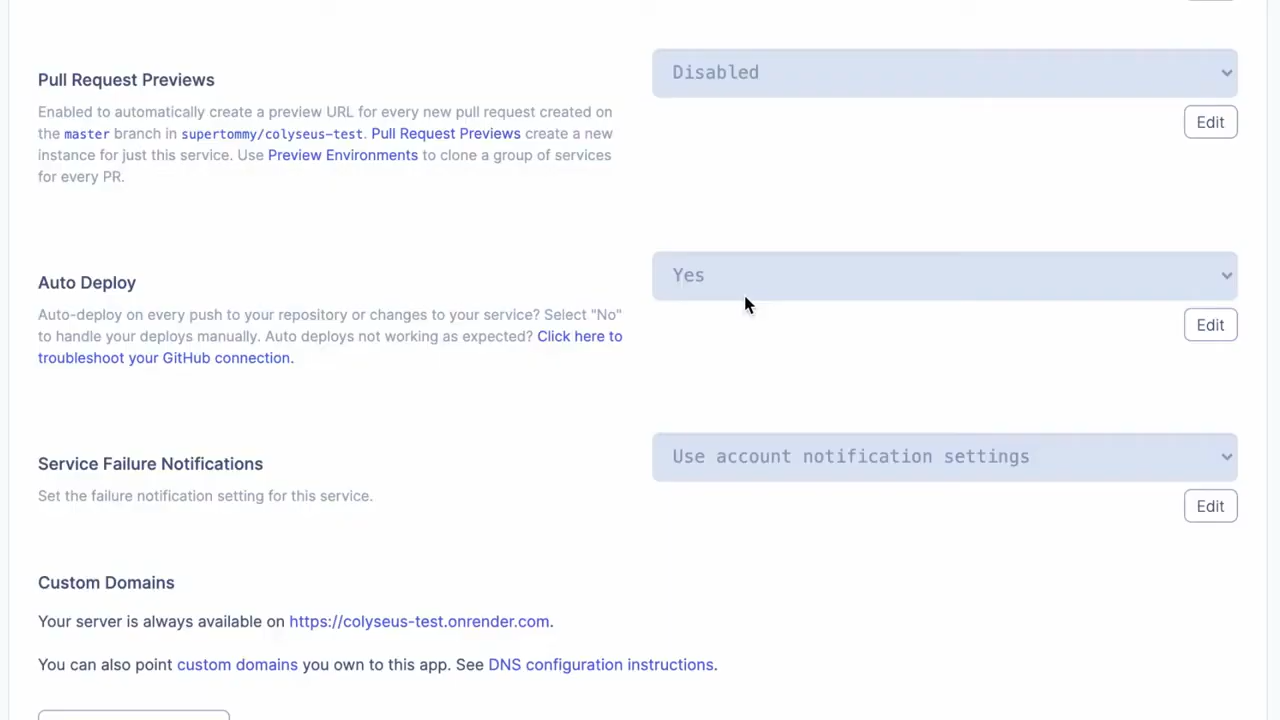 Pull Request Previews
Disabled
Enabled to automatically create a preview URL for every new pull request created on
the master branch in supertommy/colyseus-test. Pull Request Previews create a new
instance for just this service. Use Preview Environments to clone a group of services
for every PR.
Edit
Auto Deploy
Yes
Auto-deploy on every push to your repository or changes to your service? Select "No"
to handle your deploys manually. Auto deploys not working as expected? Click here to
troubleshoot your GitHub connection.
Edit
Service Failure Notifications
Use account notification settings
Set the failure notification setting for this service.
Edit
Custom Domains
Your server is always available on https://colyseus-test.onrender.com.
You can also point custom domains you own to this app. See DNS configuration instructions.